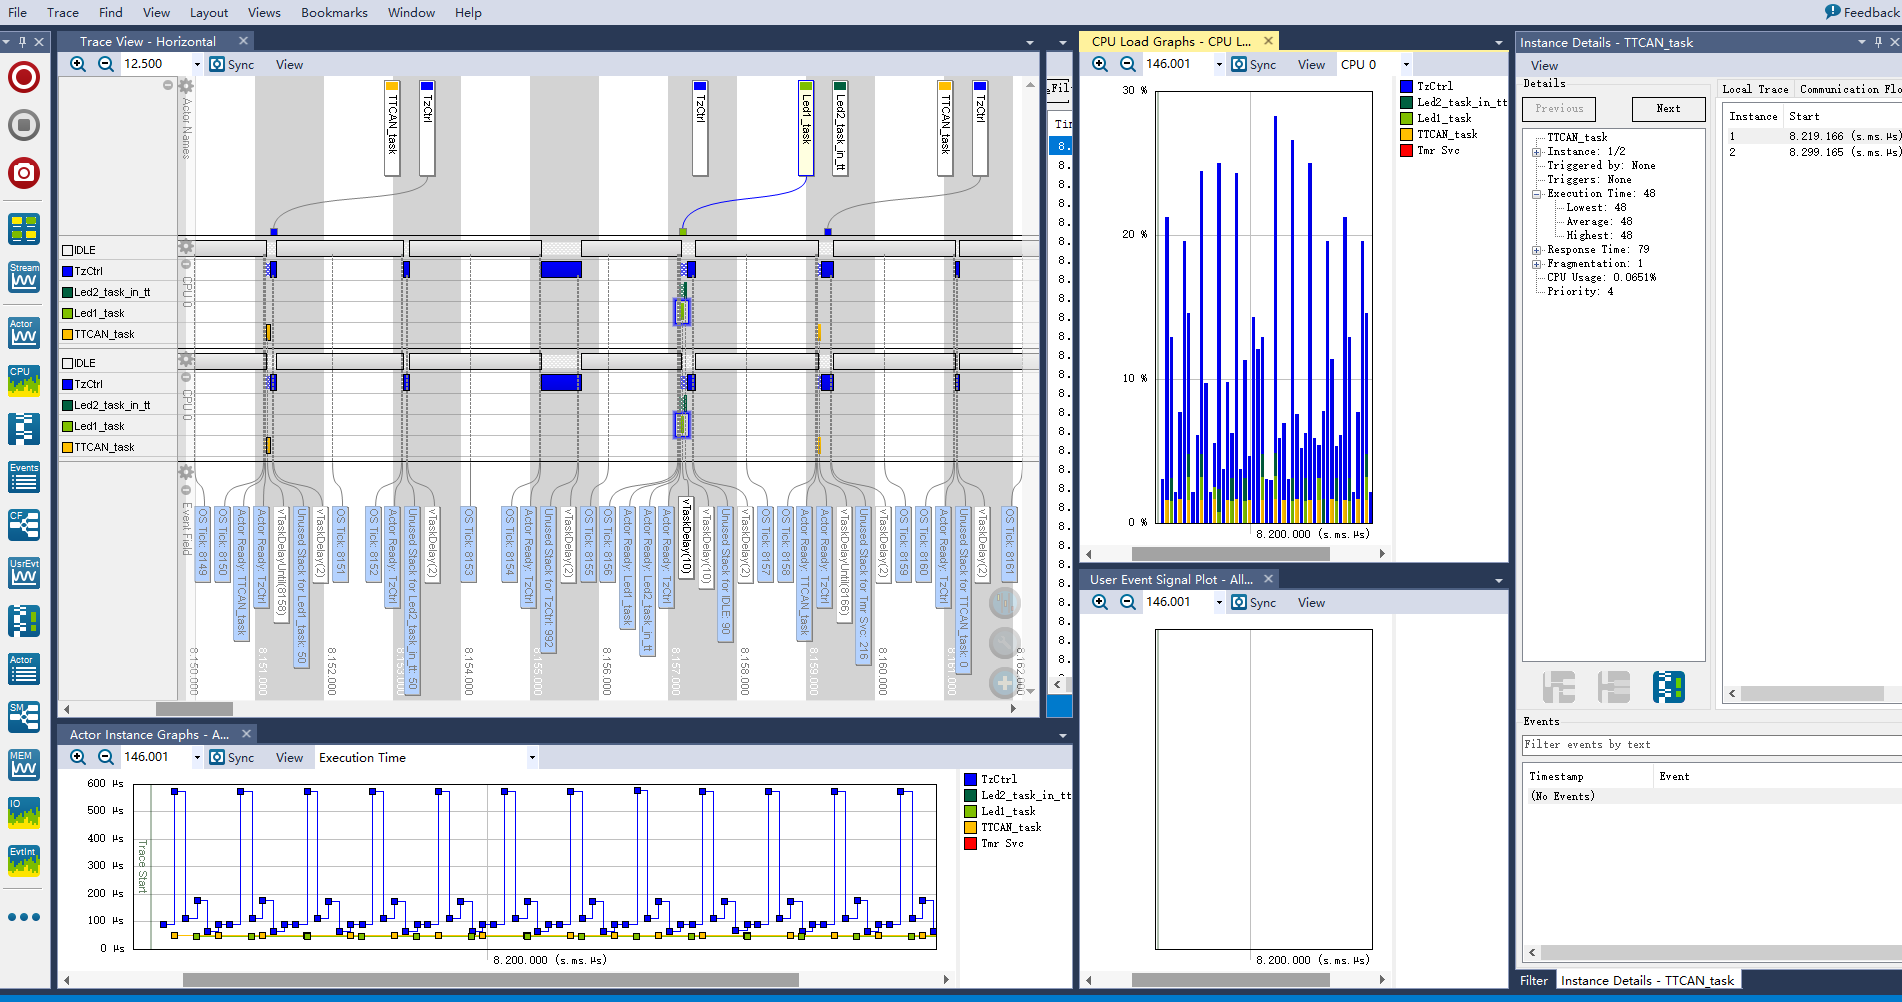 File Trace Find View Layout Views Bookmarks Window Help Feedback
Trace View - Horizontal
12.500 Sync View
Actor Names
TTCAN_task
TzCtrl
TzCtrl
Led1_task
Led2_task_in_tt
TTCAN_task
TzCtrl
IDLE
TzCtrl
Led2_task_in_tt
Led1_task
TTCAN_task
CPU 0
IDLE
TzCtrl
Led2_task_in_tt
Led1_task
TTCAN_task
CPU 0
Event Field
OS Tick: 8149
OS Tick: 8150
Actor Ready: TTCAN_task
Actor Ready: TzCtrl
vTaskDelayUntil(8158)
Unused Stack for Led1_task: 50
vTaskDelay(2)
OS Tick: 8151
OS Tick: 8152
Actor Ready: TzCtrl
Unused Stack for Led2_task_in_tt: 50
vTaskDelay(2)
OS Tick: 8153
OS Tick: 8154
Actor Ready: TzCtrl
Unused Stack for TzCtrl: 992
vTaskDelay(2)
OS Tick: 8155
OS Tick: 8156
Actor Ready: Led1_task
Actor Ready: Led2_task_in_tt
Actor Ready: TzCtrl
vTaskDelay(10)
vTaskDelay(10)
Unused Stack for IDLE: 90
vTaskDelay(2)
OS Tick: 8157
OS Tick: 8158
Actor Ready: TTCAN_task
Actor Ready: TzCtrl
vTaskDelayUntil(8166)
Unused Stack for Tmr Svc: 216
vTaskDelay(2)
OS Tick: 8159
OS Tick: 8160
Actor Ready: TzCtrl
Unused Stack for TTCAN_task: 0
vTaskDelay(2)
OS Tick: 8161
8.150.000
8.151.000
8.152.000
8.153.000
8.154.000
8.155.000
8.156.000
8.157.000
8.158.000
8.159.000
8.160.000
8.161.000
8.162.000
Stream
Actor
CPU
Events
CF
UsrEvt
Actor
SM
MEM
IO
EvtInt
Actor Instance Graphs - A...
146.001 Sync View Execution Time
600 µs
500 µs
400 µs
300 µs
200 µs
100 µs
0 µs
Trace Start
8.200.000 (s.ms.µs)
TzCtrl
Led2_task_in_tt
Led1_task
TTCAN_task
Tmr Svc
CPU Load Graphs - CPU L...
146.001 Sync View CPU 0
30 %
20 %
10 %
0 %
8.200.000 (s.ms.µs)
TzCtrl
Led2_task_in_tt
Led1_task
TTCAN_task
Tmr Svc
User Event Signal Plot - All...
146.001 Sync View
8.200.000 (s.ms.µs)
Instance Details - TTCAN_task
View
Details
Previous Next
TTCAN_task
Instance: 1/2
Triggered by: None
Triggers: None
Execution Time: 48
Lowest: 48
Average: 48
Highest: 48
Response Time: 79
Fragmentation: 1
CPU Usage: 0.0651%
Priority: 4
Local Trace Communication Flo
Instance Start
1 8.219.166 (s.ms.µs)
2 8.299.165 (s.ms.µs)
Events
Filter events by text
Timestamp Event
(No Events)
Filter Instance Details - TTCAN_task